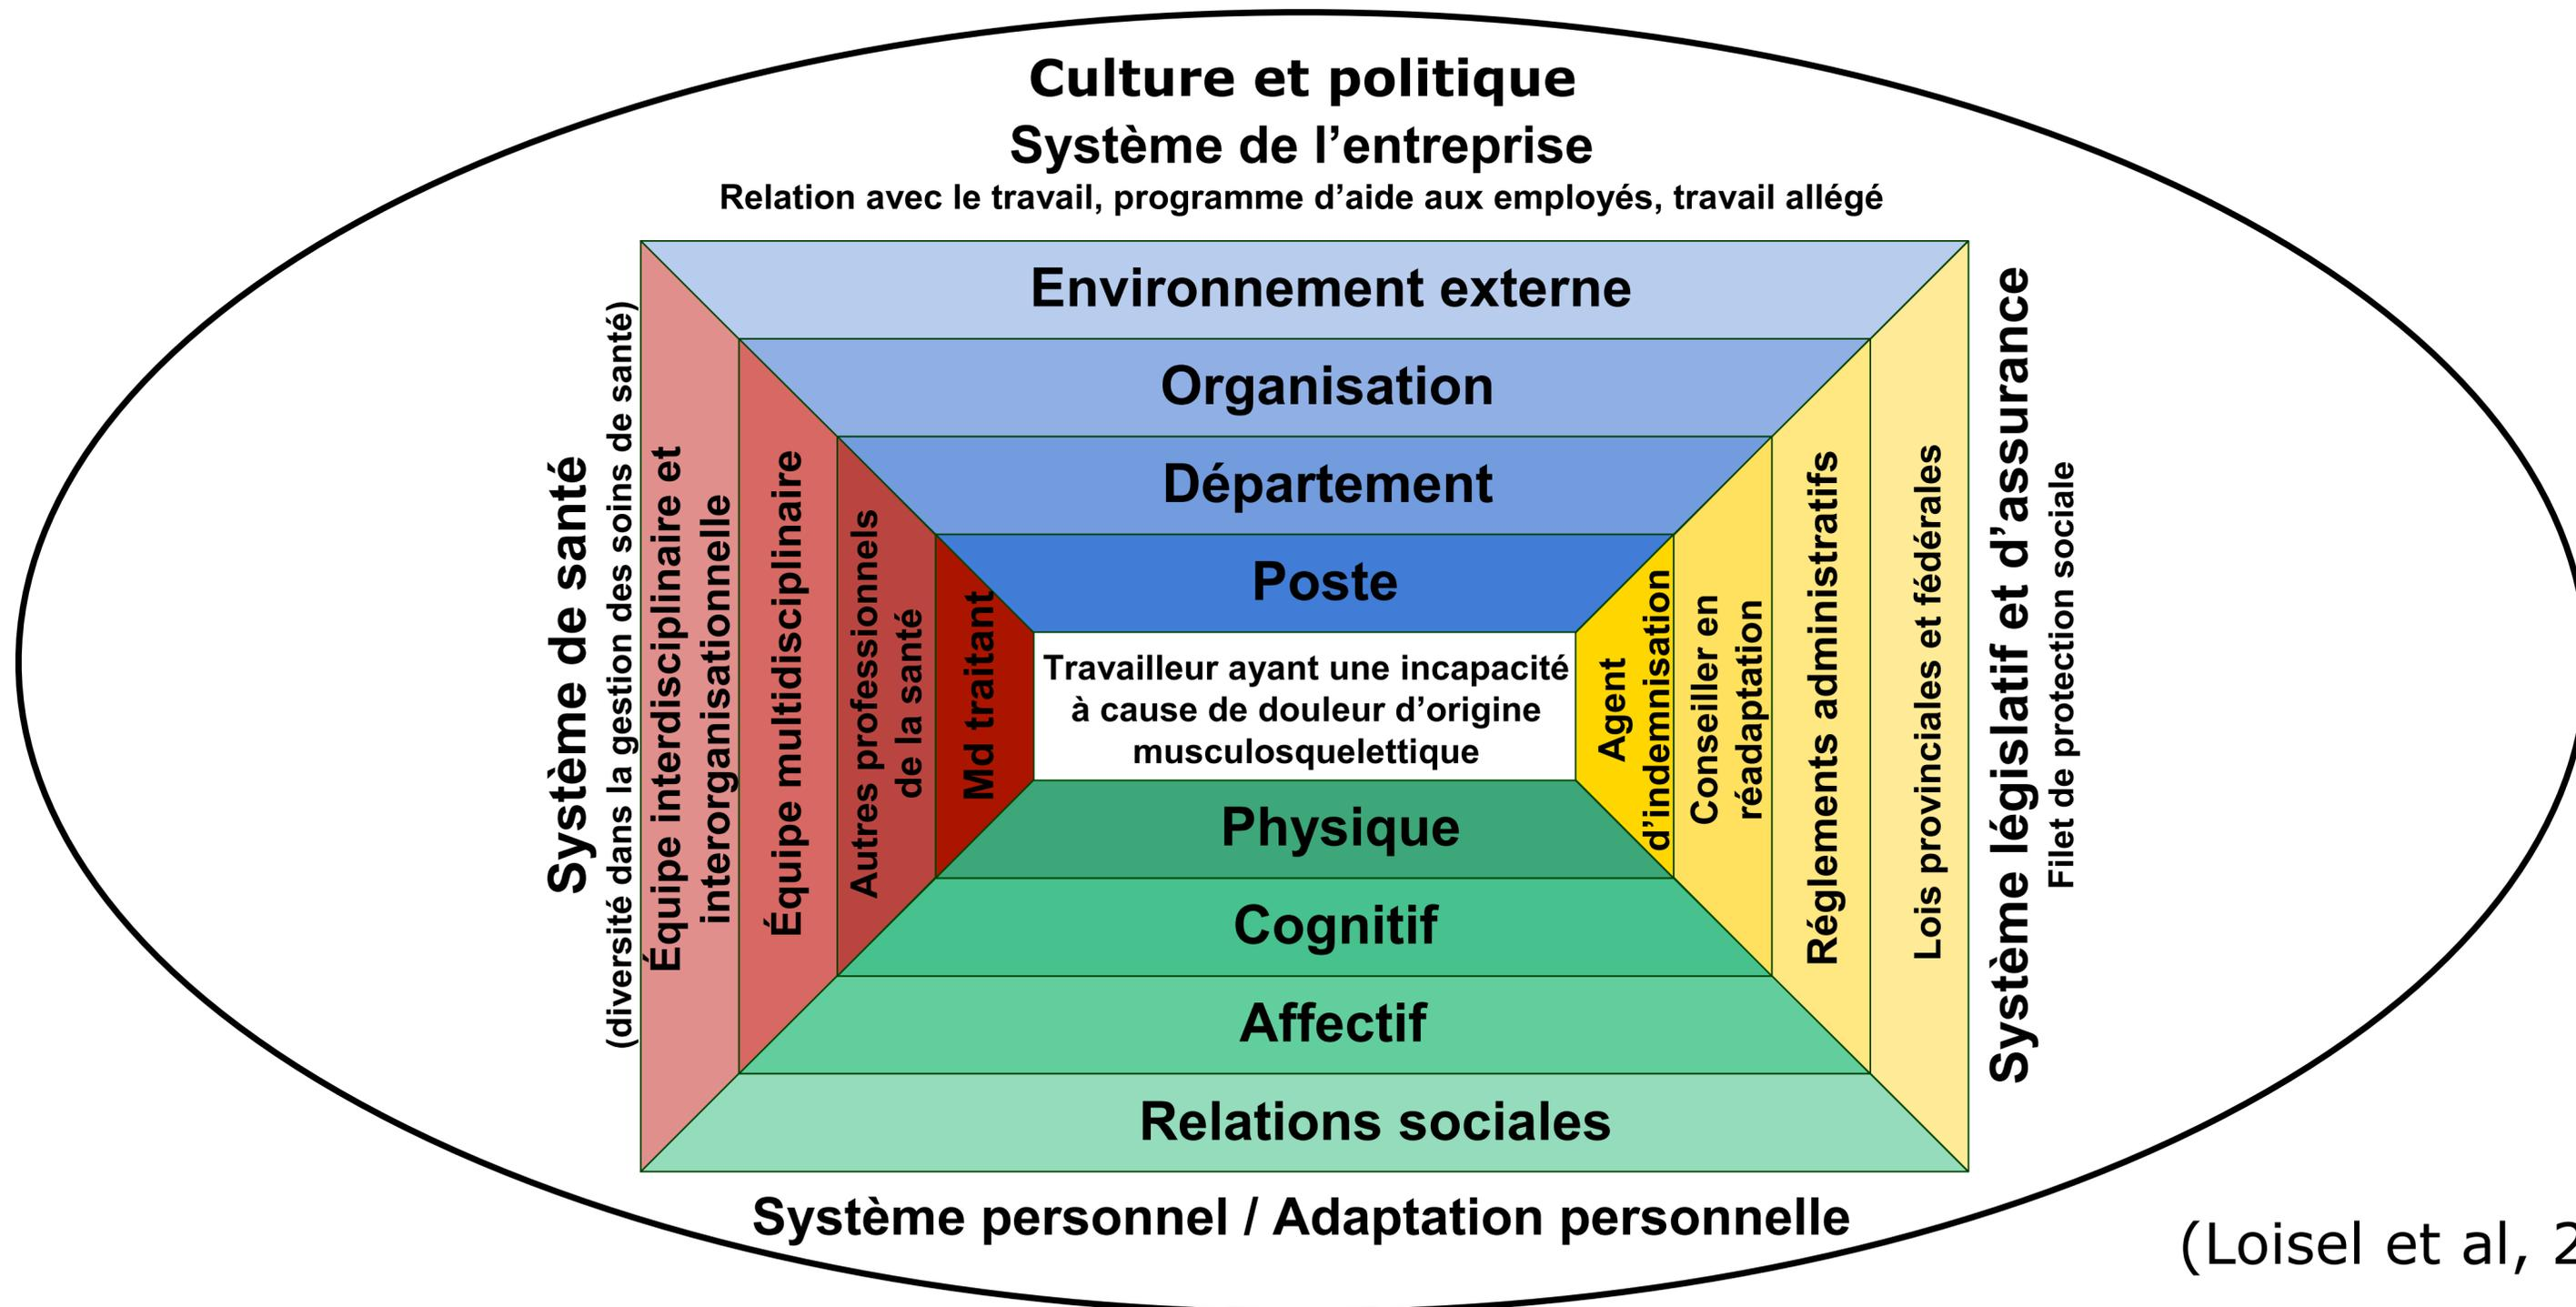 Culture et politique
Système de l’entreprise
Relation avec le travail, programme d’aide aux employés, travail allégé
Environnement externe
Organisation
Département
Poste
Système de santé
(diversité dans la gestion des soins de santé)
Équipe interdisciplinaire et
interorganisationnelle
Équipe multidisciplinaire
Autres professionnels
de la santé
Md traitant
Travailleur ayant une incapacité
à cause de douleur d’origine
musculosquelettique
Agent
d’indemnisation
Conseiller en
réadaptation
Réglements administratifs
Lois provinciales et fédérales
Système législatif et d’assurance
Filet de protection sociale
Physique
Cognitif
Affectif
Relations sociales
Système personnel / Adaptation personnelle
(Loisel et al,